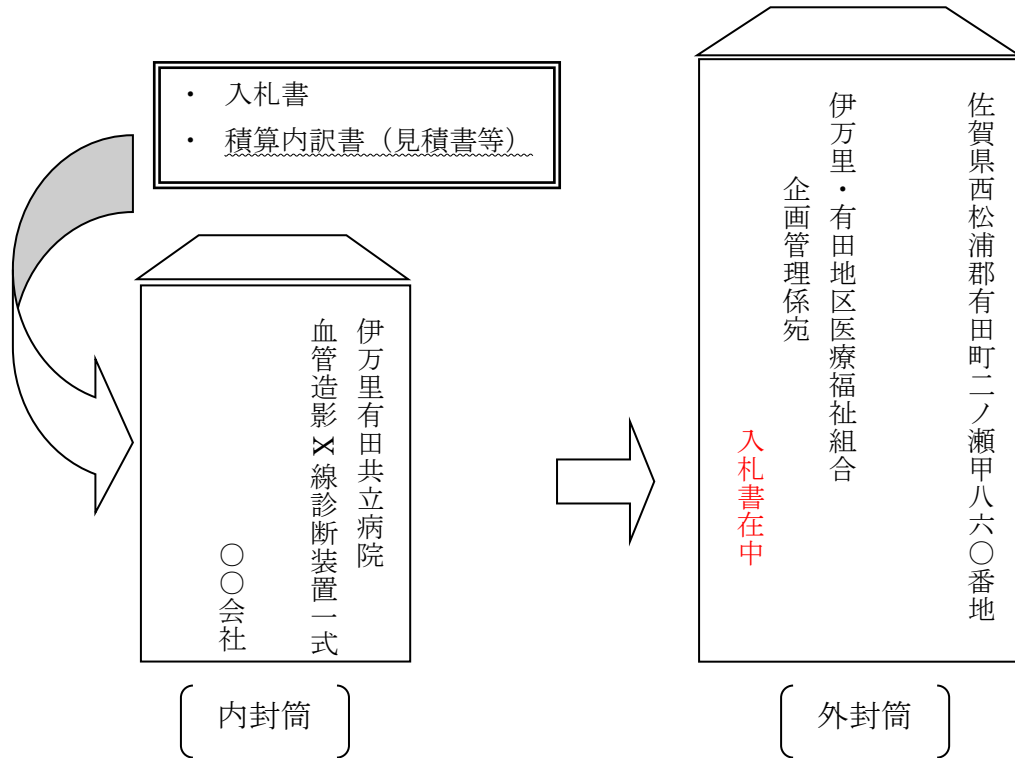 ・ 入札書
・ 積算内訳書（見積書等）
伊万里有田共立病院
血管造影X線診断装置一式
〇〇会社
内封筒
佐賀県西松浦郡有田町二ノ瀬甲八六〇番地
伊万里・有田地区医療福祉組合
企画管理係宛
入札書在中
外封筒